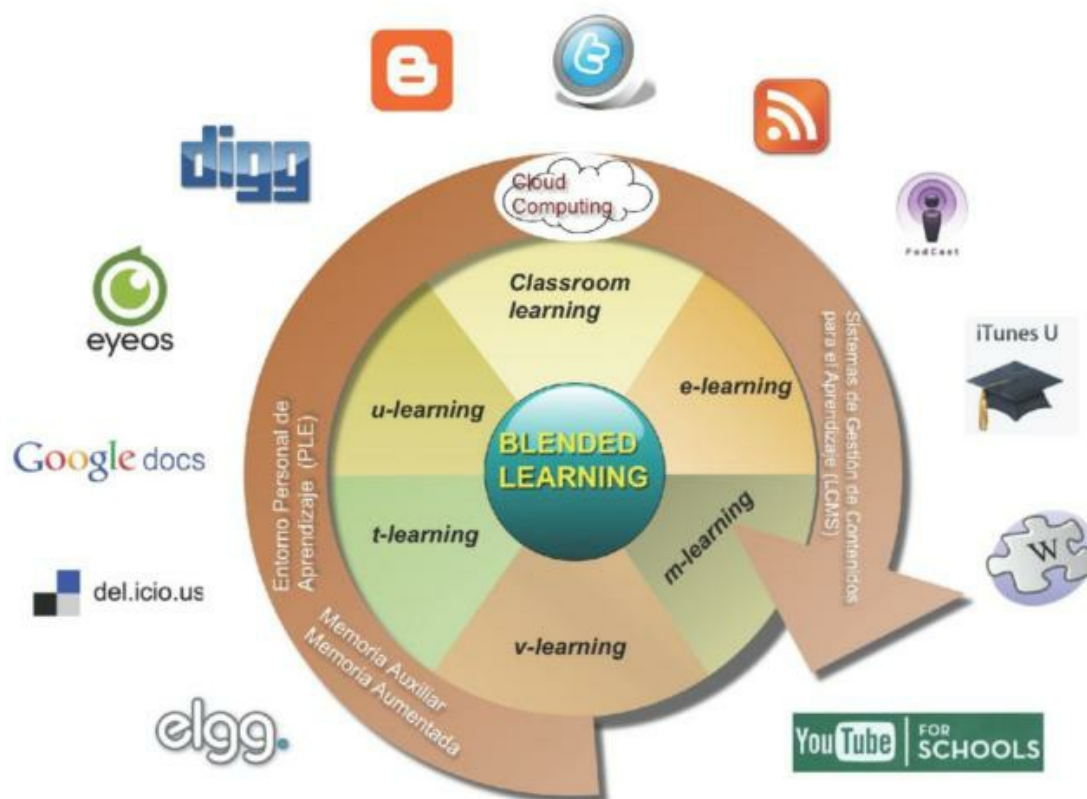 digg
PodCast
Cloud
Computing
Classroom
learning
eyeos
iTunes U
u-learning
e-learning
Sistemas de Gestión de Contenidos
para el Aprendizaje (LCMS)
Google docs
BLENDED
LEARNING
Entorno Personal de
Aprendizaje (PLE)
t-learning
m-learning
W
del.icio.us
v-learning
Memoria Auxiliar
Memoria Aumentada
elgg.
YouTube
FOR
SCHOOLS